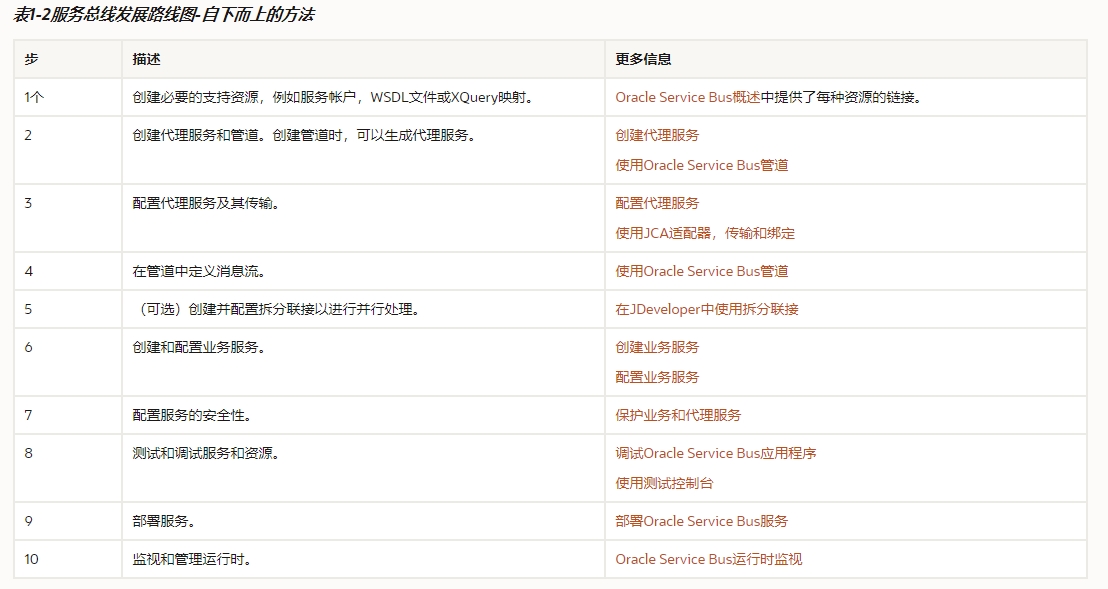 表1-2服务总线发展路线图-自下而上的方法
步 描述 更多信息
1个 创建必要的支持资源，例如服务帐户，WSDL文件或XQuery映射。 Oracle Service Bus概述中提供了每种资源的链接。
2 创建代理服务和管道。创建管道时，可以生成代理服务。 创建代理服务
使用Oracle Service Bus管道
3 配置代理服务及其传输。 配置代理服务
使用JCA适配器，传输和绑定
4 在管道中定义消息流。 使用Oracle Service Bus管道
5 （可选）创建并配置拆分联接以进行并行处理。 在JDeveloper中使用拆分联接
6 创建和配置业务服务。 创建业务服务
配置业务服务
7 配置服务的安全性。 保护业务和代理服务
8 测试和调试服务和资源。 调试Oracle Service Bus应用程序
使用测试控制台
9 部署服务。 部署Oracle Service Bus服务
10 监视和管理运行时。 Oracle Service Bus运行时监视